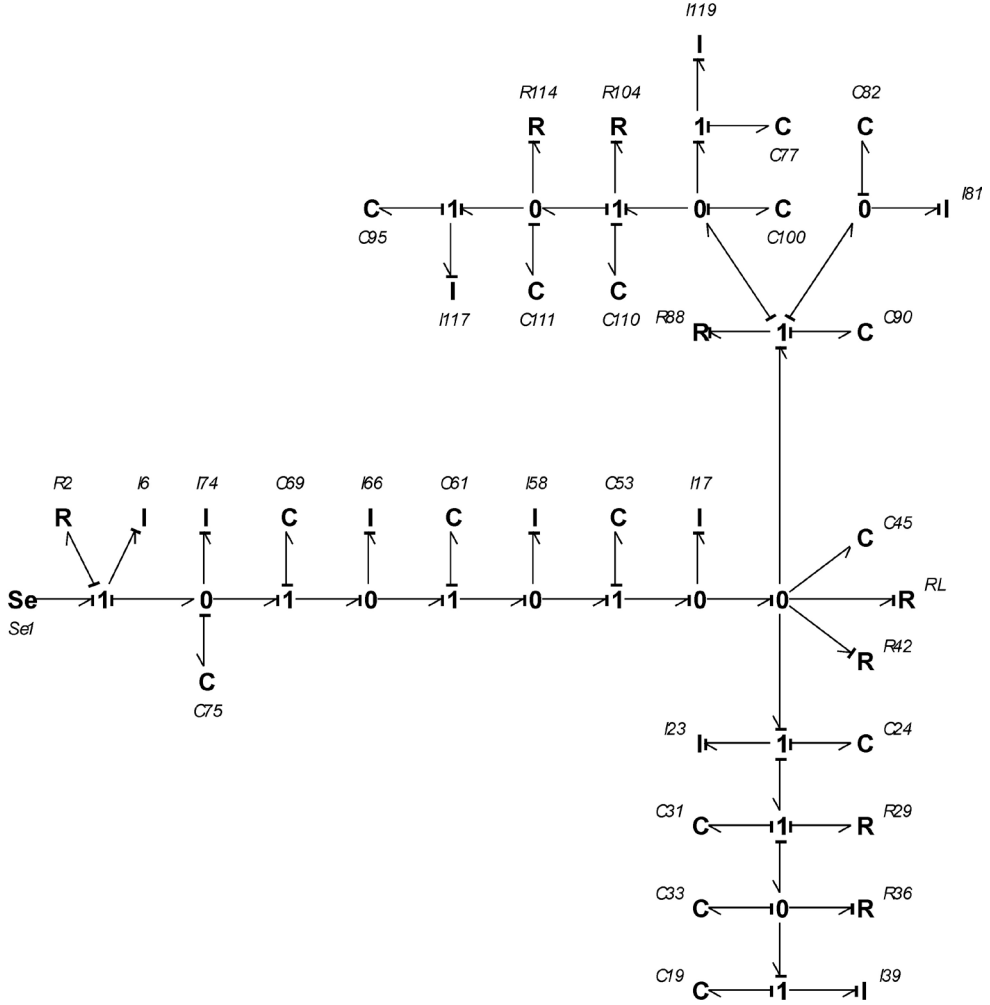 I119
I
R114 R104 C82
R R 1 C C
C77
C 1 0 1 0 C 0 I I81
C95 C100
I C C
I117 C111 C110 R88 R 1 C C90
R2 I6 I74 C69 I66 C61 I58 C53 I17
R I I C I C I C I C C45
Se 1 0 1 0 1 0 1 0 0 R RL
Se1
C R R42
C75
I23 I 1 C C24
C31 C 1 R R29
C33 C 0 R R36
C19 C 1 I I39